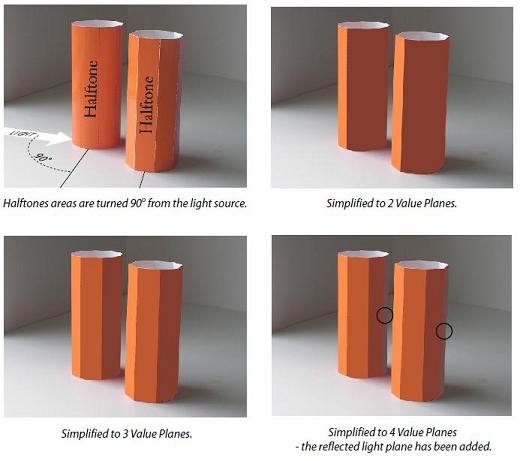 Halftone
Halftone
LIGHT
90°
Halftones areas are turned 90° from the light source.
Simplified to 2 Value Planes.
Simplified to 3 Value Planes.
Simplified to 4 Value Planes
- the reflected light plane has been added.